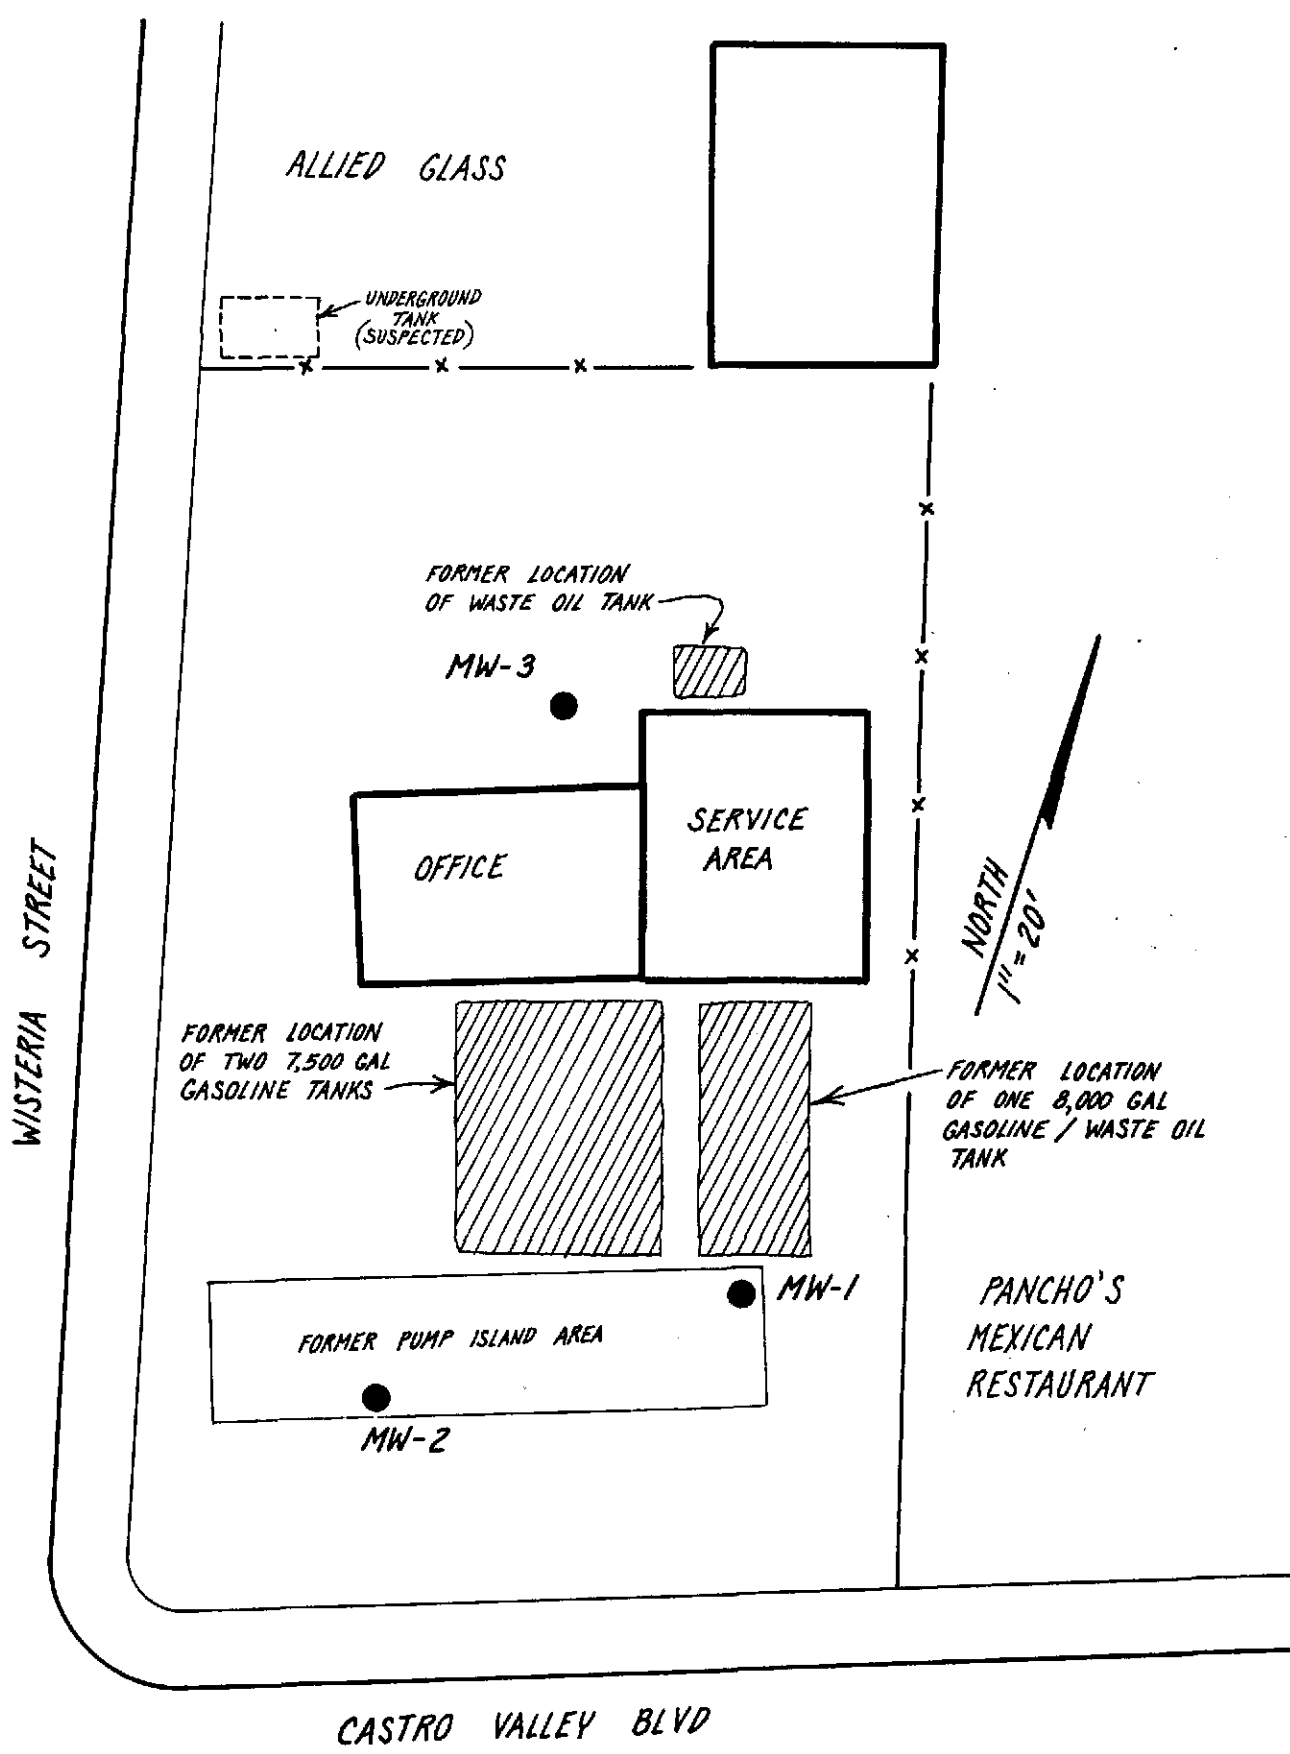 ALLIED GLASS
UNDERGROUND
TANK
(SUSPECTED)
FORMER LOCATION
OF WASTE OIL TANK
MW-3
SERVICE
AREA
OFFICE
NORTH
1" = 20'
WISTERIA STREET
FORMER LOCATION
OF TWO 7,500 GAL
GASOLINE TANKS
FORMER LOCATION
OF ONE 8,000 GAL
GASOLINE / WASTE OIL
TANK
MW-1
PANCHO'S
MEXICAN
RESTAURANT
FORMER PUMP ISLAND AREA
MW-2
CASTRO VALLEY BLVD